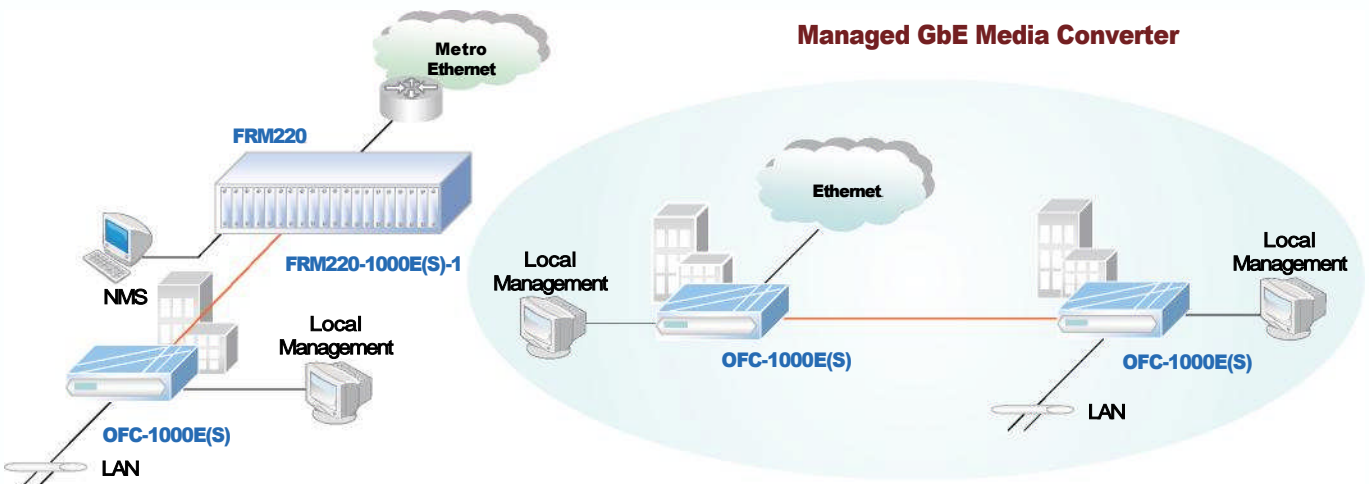 Managed GbE Media Converter
Metro
Ethernet
FRM220
FRM220-1000E(S)-1
NMS
Local
Management
OFC-1000E(S)
LAN
Ethernet
Local
Management
OFC-1000E(S)
Local
Management
OFC-1000E(S)
LAN